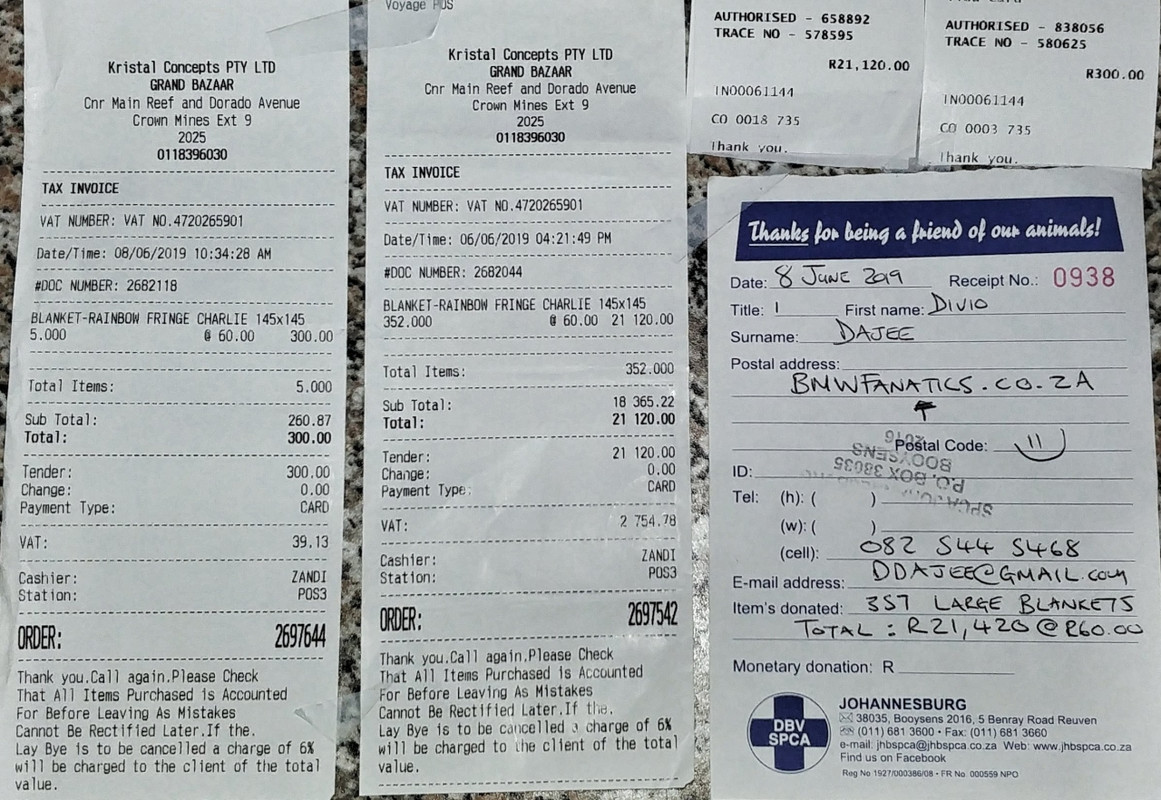 Kristal Concepts PTY LTD
GRAND BAZAAR
Cnr Main Reef and Dorado Avenue
Crown Mines Ext 9
2025
0118396030
TAX INVOICE
VAT NUMBER: VAT NO.4720265901
Date/Time: 08/06/2019 10:34:28 AM
#DOC NUMBER: 2682118
BLANKET-RAINBOW FRINGE CHARLIE 145x145
5.000 @ 60.00 300.00
Total Items: 5.000
Sub Total: 260.87
Total: 300.00
Tender: 300.00
Change: 0.00
Payment Type: CARD
VAT: 39.13
Cashier: ZANDI
Station: POS3
ORDER: 2697644
Thank you.Call again.Please Check
That All Items Purchased is Accounted
For Before Leaving As Mistakes
Cannot Be Rectified Later.If the.
Lay Bye is to be cancelled a charge of 6%
will be charged to the client of the total
value.
Voyage POS
Kristal Concepts PTY LTD
GRAND BAZAAR
Cnr Main Reef and Dorado Avenue
Crown Mines Ext 9
2025
0118396030
TAX INVOICE
VAT NUMBER: VAT NO.4720265901
Date/Time: 06/06/2019 04:21:49 PM
#DOC NUMBER: 2682044
BLANKET-RAINBOW FRINGE CHARLIE 145x145
352.000 @ 60.00 21 120.00
Total Items: 352.000
Sub Total: 18 365.22
Total: 21 120.00
Tender: 21 120.00
Change: 0.00
Payment Type: CARD
VAT: 2 754.78
Cashier: ZANDI
Station: POS3
ORDER: 2697542
Thank you.Call again.Please Check
That All Items Purchased is Accounted
For Before Leaving As Mistakes
Cannot Be Rectified Later.If the.
Lay Bye is to be cancelled a charge of 6%
will be charged to the client of the total
value.
AUTHORISED - 658892
TRACE NO - 578595
R21,120.00
IN00061144
CO 0018 735
Thank you.
AUTHORISED - 838056
TRACE NO - 580625
R300.00
IN00061144
CO 0003 735
Thank you.
Thanks for being a friend of our animals!
Date: 8 JUNE 2019 Receipt No.: 0938
Title: 1 First name: DIVIO
Surname: DAJEE
Postal address:
BMWFANATICS.CO.ZA
Postal Code:
2016
BOOYSENS
P.O. BOX 38035
SPCA
ID:
Tel: (h): ( )
(w): ( )
(cell): 082 544 5468
E-mail address: DDAJEE@GMAIL.com
Item's donated: 357 LARGE BLANKETS
TOTAL : R21,420 @ R60.00
Monetary donation: R
DBV
SPCA
JOHANNESBURG
38035, Booysens 2016, 5 Benray Road Reuven
(011) 681 3600 • Fax: (011) 681 3660
e-mail: jhbspca@jhbspca.co.za Web: www.jhbspca.co.za
Find us on Facebook
Reg No 1927/000386/08 • FR No. 000559 NPO